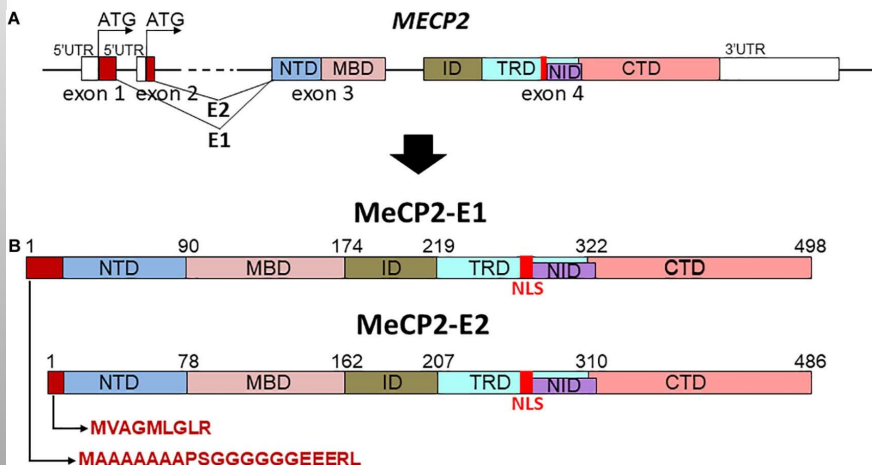 A
MECP2
ATG ATG
5'UTR 5'UTR 3'UTR
NTD MBD ID TRD NID CTD
exon 1 exon 2 exon 3 exon 4
E2
E1
MeCP2-E1
B 1 90 174 219 322 498
NTD MBD ID TRD NID CTD
NLS
MeCP2-E2
1 78 162 207 310 486
NTD MBD ID TRD NID CTD
NLS
MVAGMLGLR
MAAAAAAAPSGGGGGGEEERL